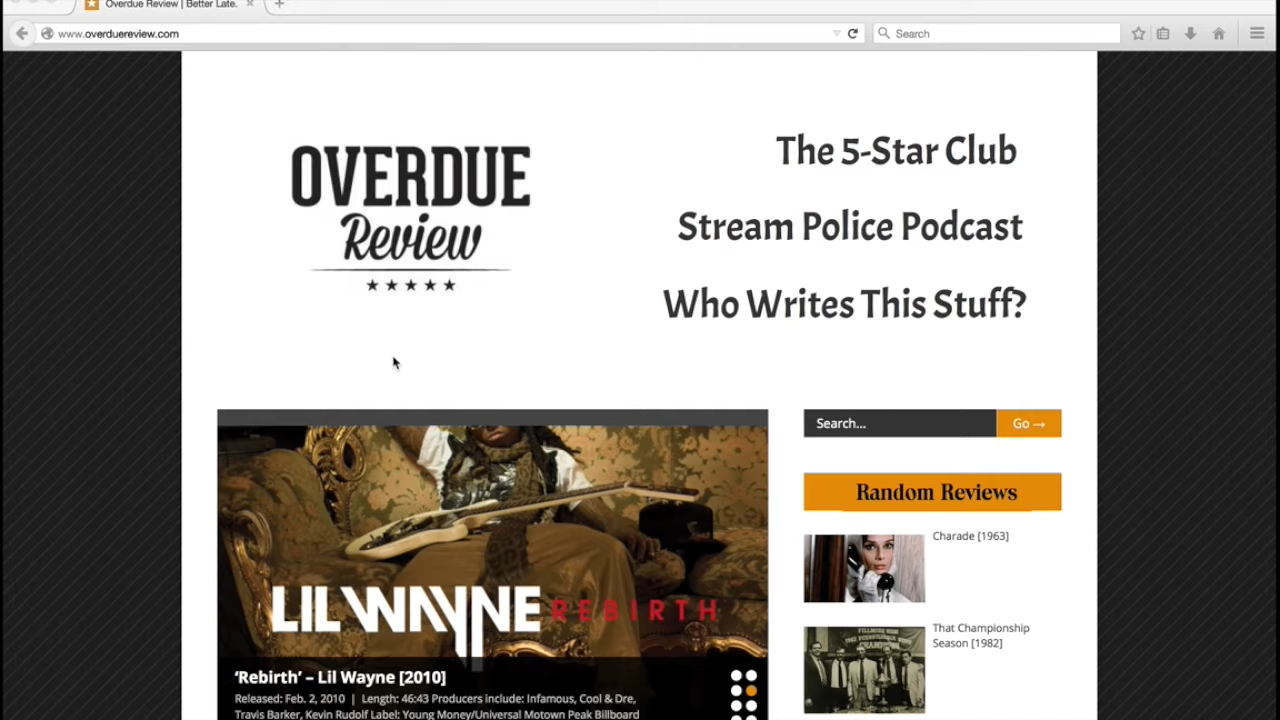 Overdue Review | Better Late.
www.overduereview.com
Search
OVERDUE
Review
The 5-Star Club
Stream Police Podcast
Who Writes This Stuff?
Search...
Go →
Random Reviews
Charade [1963]
That Championship
Season [1982]
LIL WAYNE REBIRTH
‘Rebirth’ – Lil Wayne [2010]
Released: Feb. 2, 2010 | Length: 46:43 Producers include: Infamous, Cool & Dre,
Travis Barker, Kevin Rudolf Label: Young Money/Universal Motown Peak Billboard